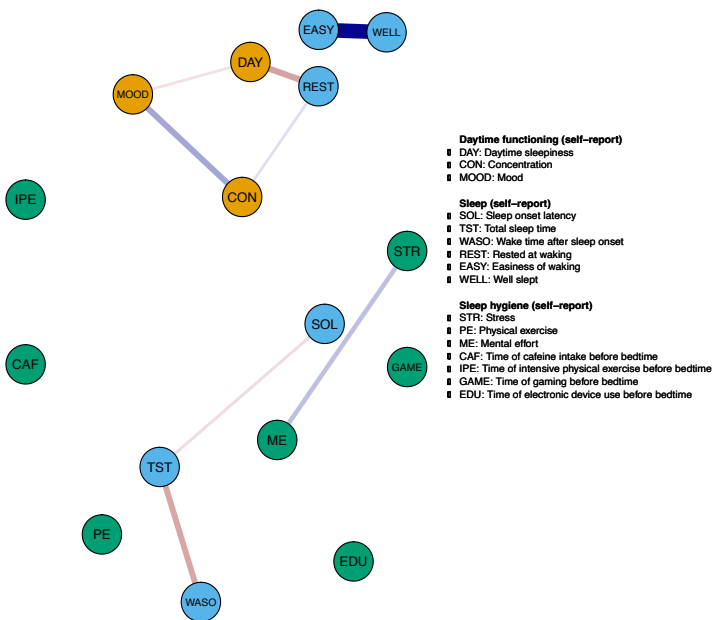 EASY
WELL
DAY
REST
MOOD
CON
IPE
STR
SOL
CAF
GAME
ME
TST
PE
EDU
WASO
Daytime functioning (self−report)
DAY: Daytime sleepiness
CON: Concentration
MOOD: Mood
Sleep (self−report)
SOL: Sleep onset latency
TST: Total sleep time
WASO: Wake time after sleep onset
REST: Rested at waking
EASY: Easiness of waking
WELL: Well slept
Sleep hygiene (self−report)
STR: Stress
PE: Physical exercise
ME: Mental effort
CAF: Time of cafeine intake before bedtime
IPE: Time of intensive physical exercise before bedtime
GAME: Time of gaming before bedtime
EDU: Time of electronic device use before bedtime